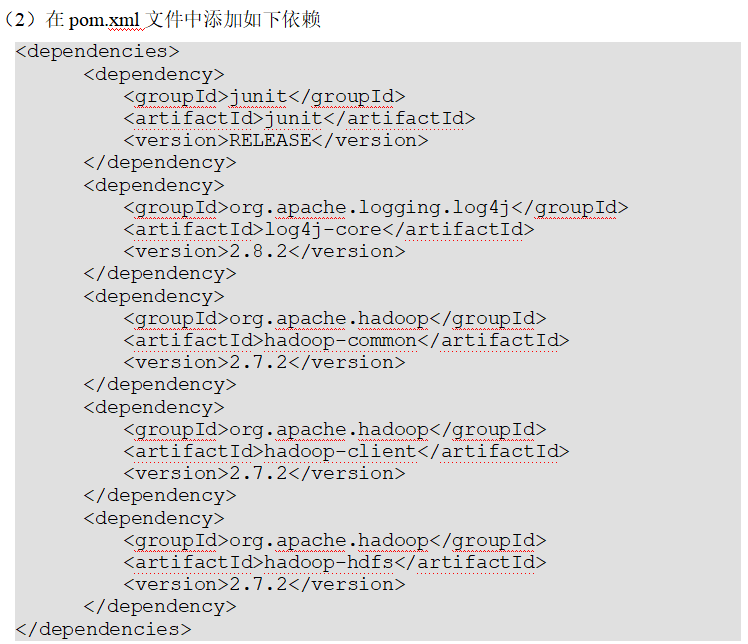 （2）在 pom.xml 文件中添加如下依赖
<dependencies>
<dependency>
<groupId>junit</groupId>
<artifactId>junit</artifactId>
<version>RELEASE</version>
</dependency>
<dependency>
<groupId>org.apache.logging.log4j</groupId>
<artifactId>log4j-core</artifactId>
<version>2.8.2</version>
</dependency>
<dependency>
<groupId>org.apache.hadoop</groupId>
<artifactId>hadoop-common</artifactId>
<version>2.7.2</version>
</dependency>
<dependency>
<groupId>org.apache.hadoop</groupId>
<artifactId>hadoop-client</artifactId>
<version>2.7.2</version>
</dependency>
<dependency>
<groupId>org.apache.hadoop</groupId>
<artifactId>hadoop-hdfs</artifactId>
<version>2.7.2</version>
</dependency>
</dependencies>